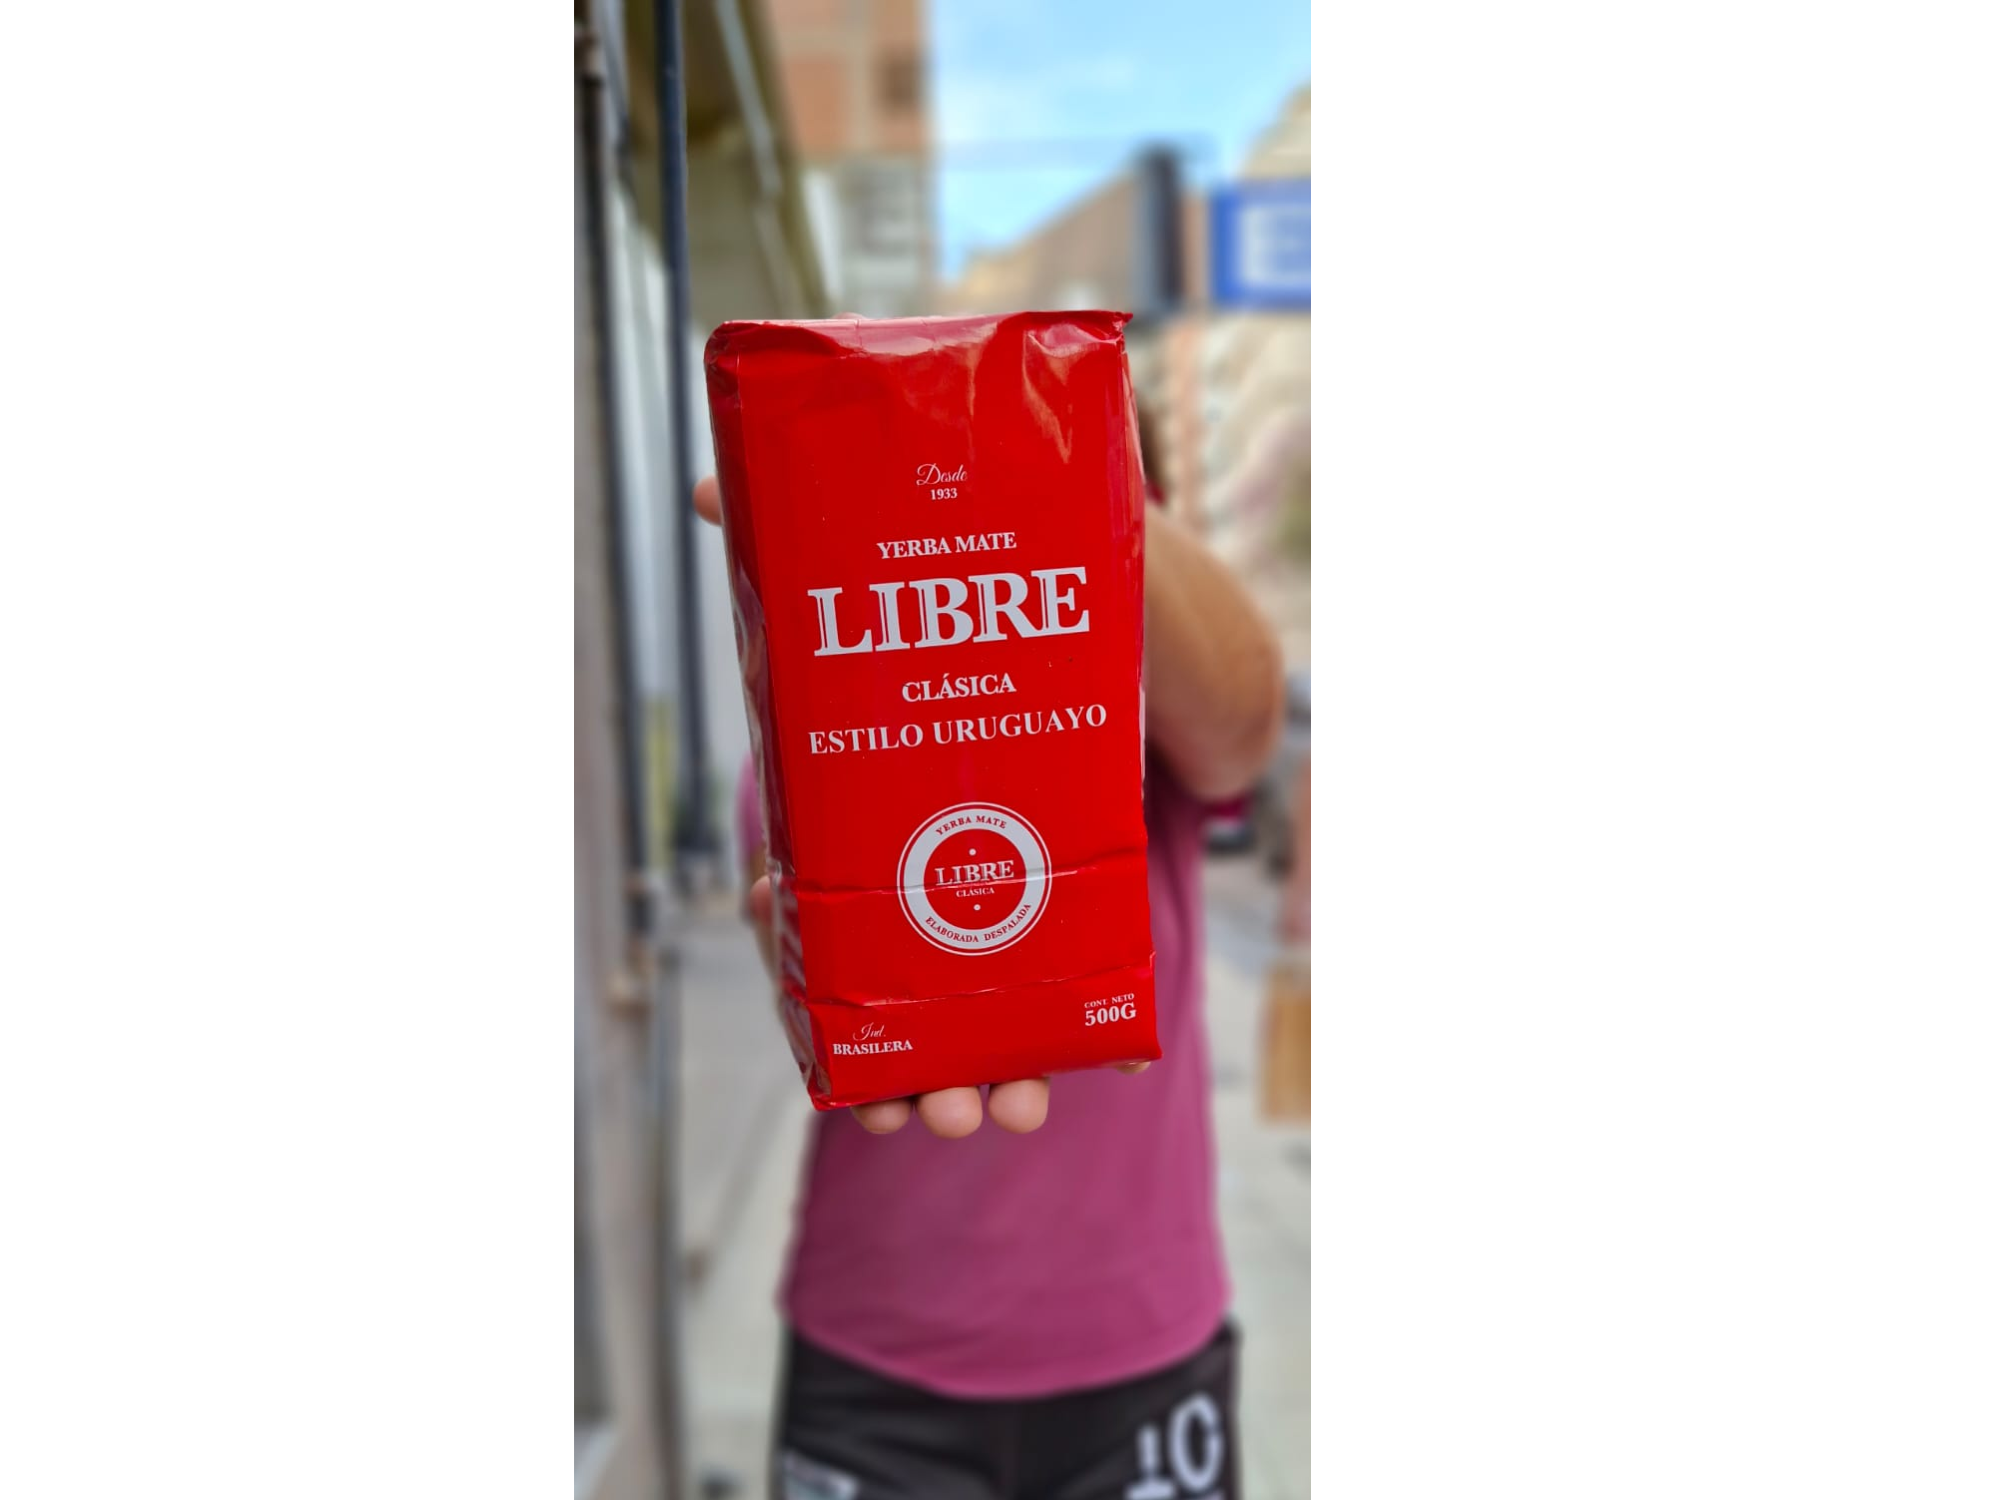 E
Desde
1933
YERBA MATE
LIBRE
CLÁSICA
ESTILO URUGUAYO
YERBA MATE
LIBRE
CLÁSICA
ELABORADA DESPALADA
Ind.
BRASILERA
CONT. NETO
500G
10